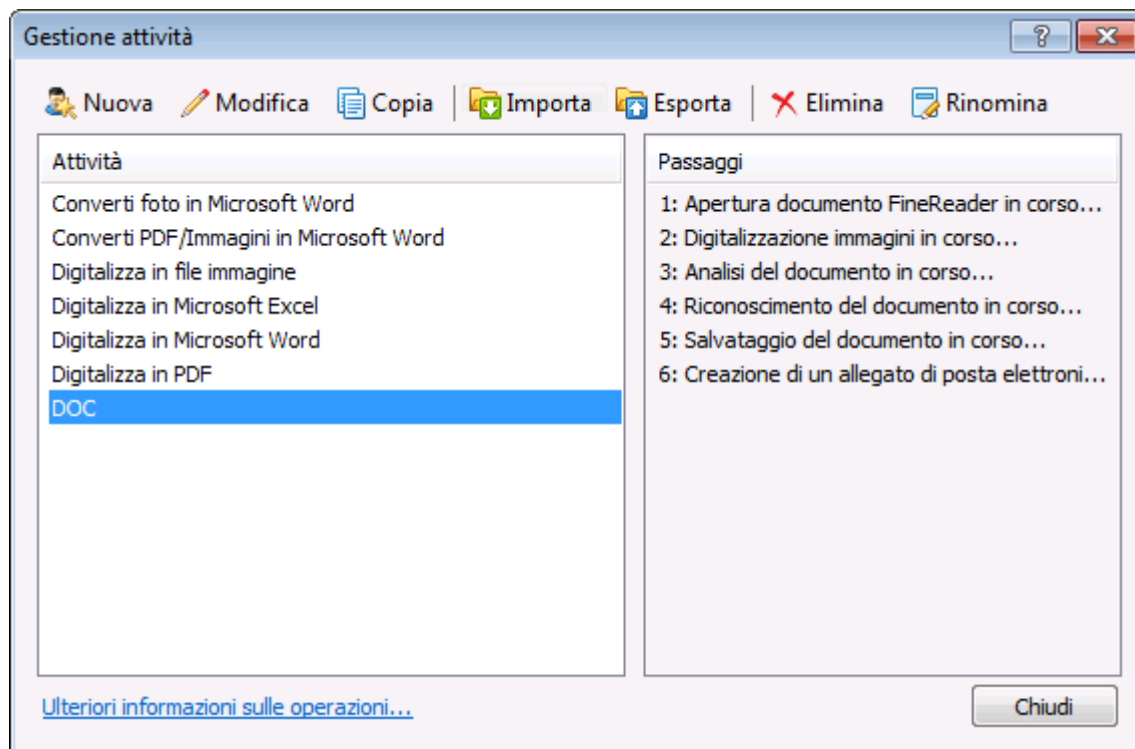 Gestione attività
Nuova Modifica Copia Importa Esporta Elimina Rinomina
Attività
Converti foto in Microsoft Word
Converti PDF/Immagini in Microsoft Word
Digitalizza in file immagine
Digitalizza in Microsoft Excel
Digitalizza in Microsoft Word
Digitalizza in PDF
DOC
Passaggi
1: Apertura documento FineReader in corso...
2: Digitalizzazione immagini in corso...
3: Analisi del documento in corso...
4: Riconoscimento del documento in corso...
5: Salvataggio del documento in corso...
6: Creazione di un allegato di posta elettroni...
Ulteriori informazioni sulle operazioni...
Chiudi